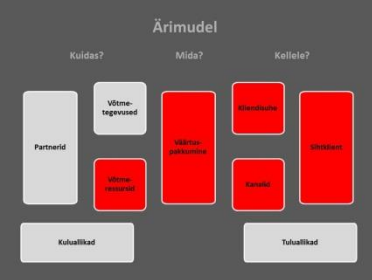 Ärimudel
Kuidas?
Mida?
Kellele?
Partnerid
Võtme-
tegevused
Võtme-
ressursid
Väärtus-
pakkumine
Kliendisuhe
Kanalid
Sihtklient
Kuluallikad
Tuluallikad